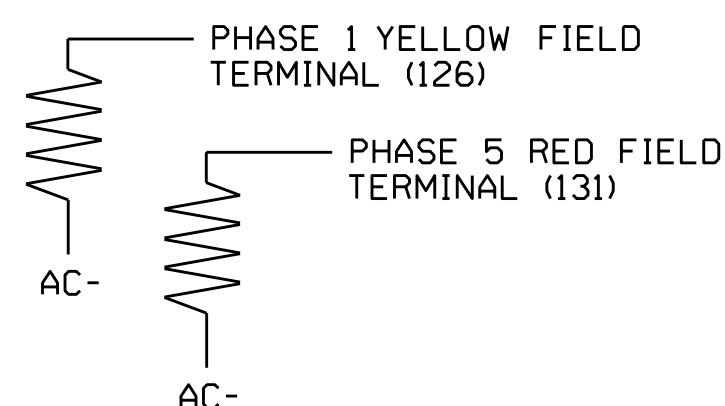 PHASE 1 YELLOW FIELD
TERMINAL (126)
PHASE 5 RED FIELD
TERMINAL (131)
AC-
AC-